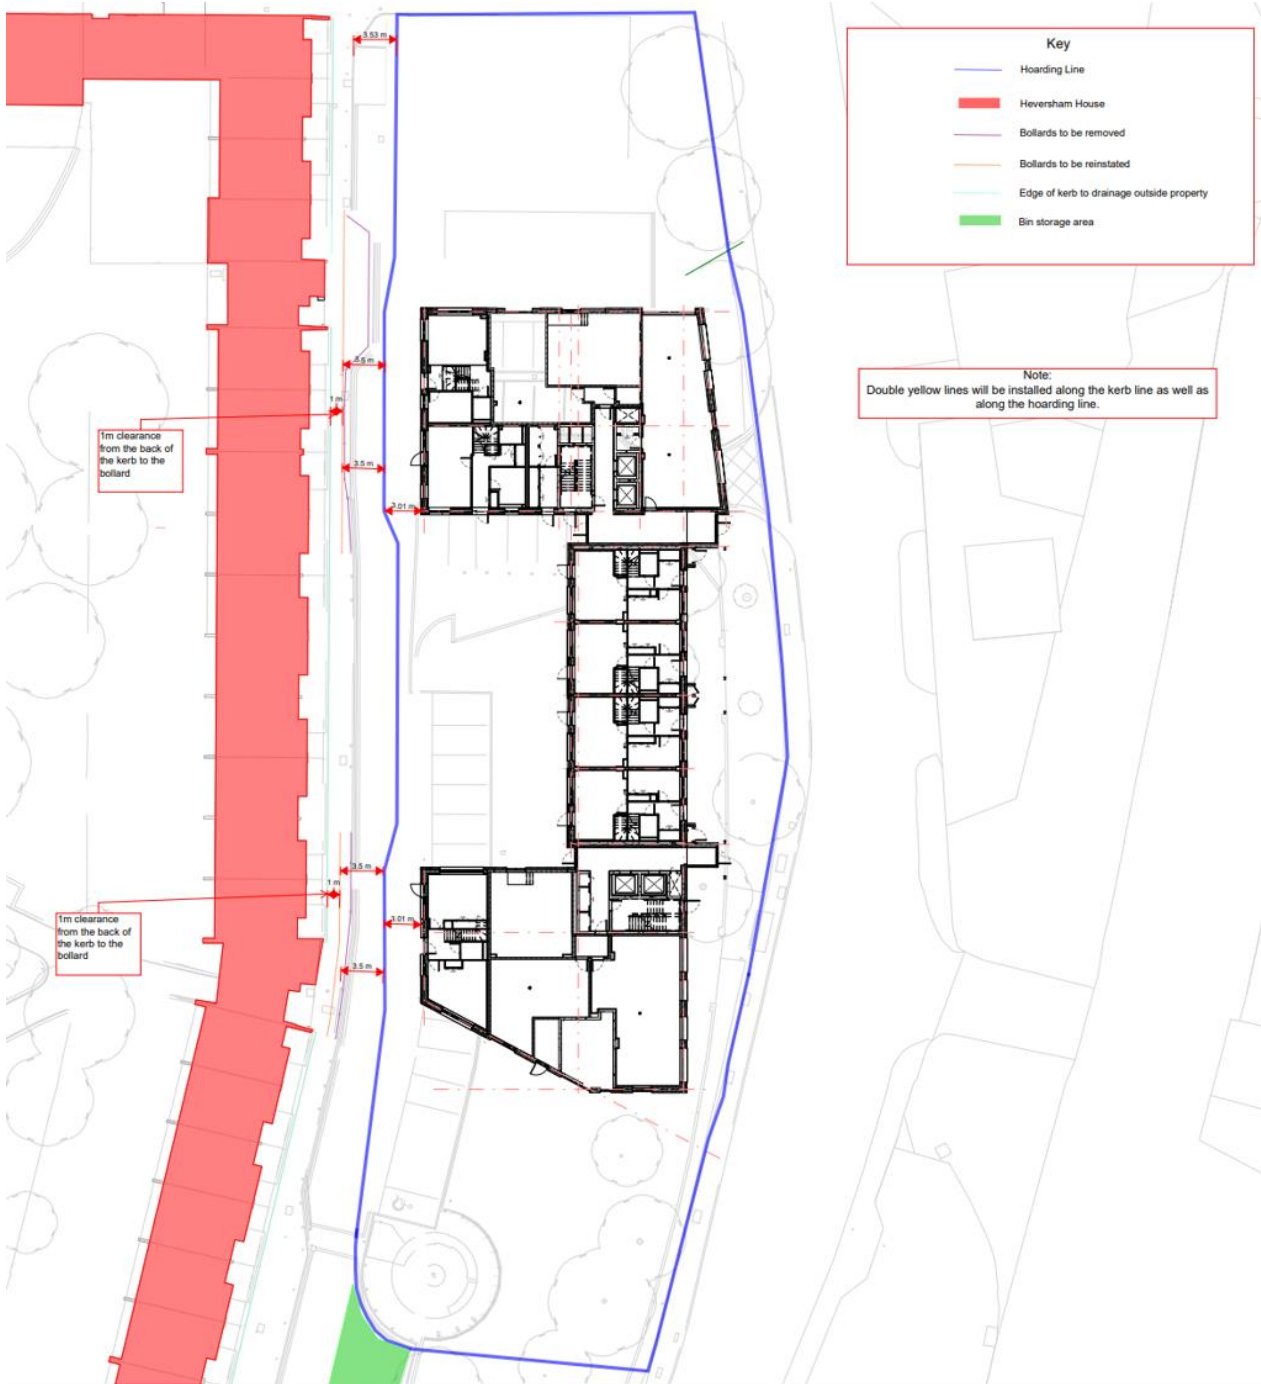 3.53 m
Key
Hoarding Line
Heversham House
Bollards to be removed
Bollards to be reinstated
Edge of kerb to drainage outside property
Bin storage area
3.5 m
Note:
Double yellow lines will be installed along the kerb line as well as
along the hoarding line.
1 m
1m clearance
from the back of
the kerb to the
bollard
3.5 m
3.01 m
3.5 m
1 m
1m clearance
from the back of
the kerb to the
bollard
3.01 m
3.5 m